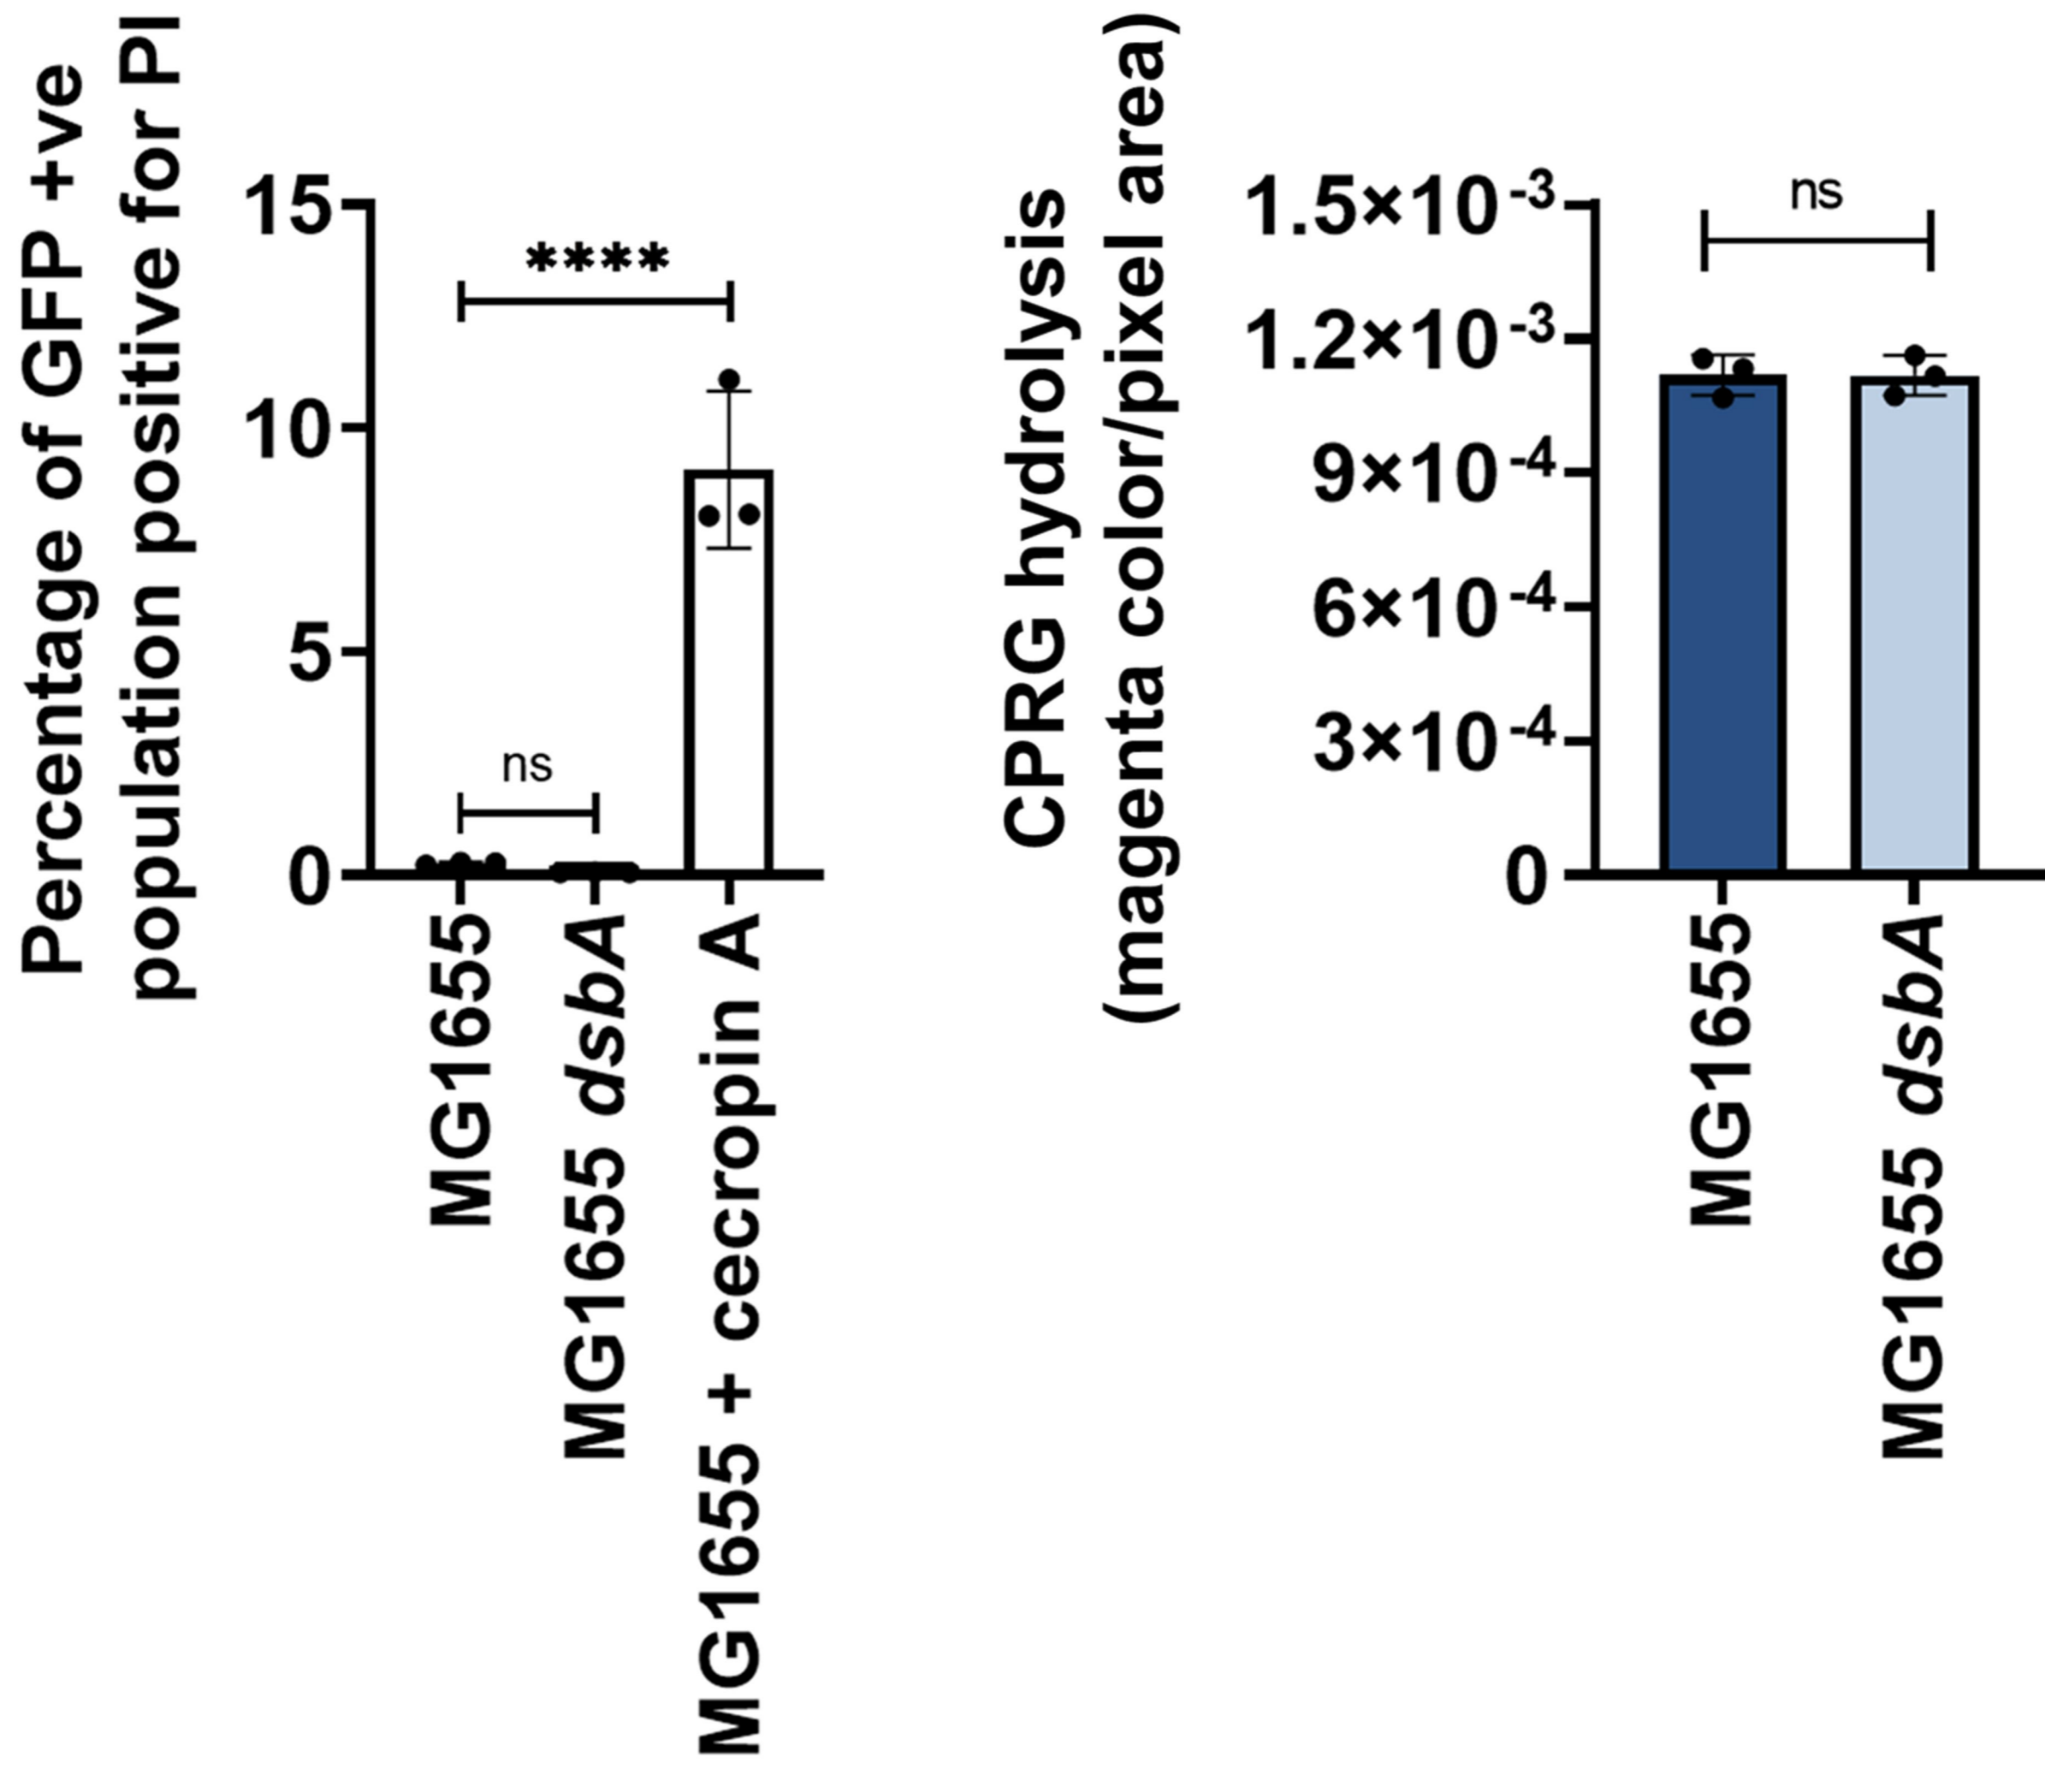 Percentage of GFP +ve
population positive for PI
15
10
5
0
****
ns
MG1655
MG1655 dsbA
MG1655 + cecropin A
CPRG hydrolysis
(magenta color/pixel area)
1.5×10⁻³
1.2×10⁻³
9×10⁻⁴
6×10⁻⁴
3×10⁻⁴
0
ns
MG1655
MG1655 dsbA